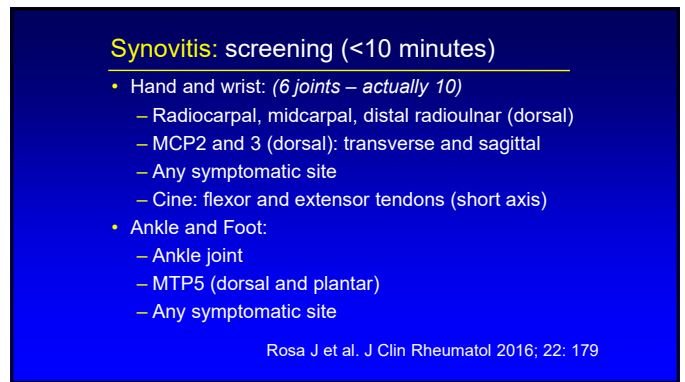 Synovitis: screening (<10 minutes)
• Hand and wrist: (6 joints – actually 10)
– Radiocarpal, midcarpal, distal radioulnar (dorsal)
– MCP2 and 3 (dorsal): transverse and sagittal
– Any symptomatic site
– Cine: flexor and extensor tendons (short axis)
• Ankle and Foot:
– Ankle joint
– MTP5 (dorsal and plantar)
– Any symptomatic site
Rosa J et al. J Clin Rheumatol 2016; 22: 179